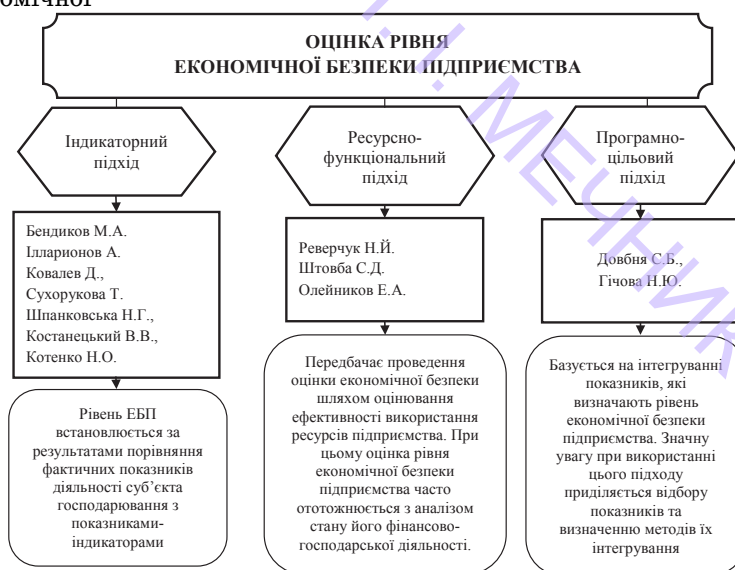 ОЦІНКА РІВНЯ
ЕКОНОМІЧНОЇ БЕЗПЕКИ ПІДПРИЄМСТВА
Індикаторний
підхід
Бендиков М.А.
Ілларионов А.
Ковалев Д.,
Сухорукова Т.
Шпанковська Н.Г.,
Костанецький В.В.,
Котенко Н.О.
Рівень ЕБП
встановлюється за
результатами порівняння
фактичних показників
діяльності суб’єкта
господарювання з
показниками-
індикаторами
Ресурсно-
функціональний
підхід
Реверчук Н.Й.
Штовба С.Д.
Олейников Е.А.
Передбачає проведення
оцінки економічної безпеки
шляхом оцінювання
ефективності використання
ресурсів підприємства. При
цьому оцінка рівня
економічної безпеки
підприємства часто
ототожнюється з аналізом
стану його фінансово-
господарської діяльності.
Програмно-
цільовий
підхід
Довбня С.Б.,
Гічова Н.Ю.
Базується на інтегруванні
показників, які
визначають рівень
економічної безпеки
підприємства. Значну
увагу при використанні
цього підходу
приділяється відбору
показників та
визначенню методів їх
інтегрування
І. І. МЕЧНИК